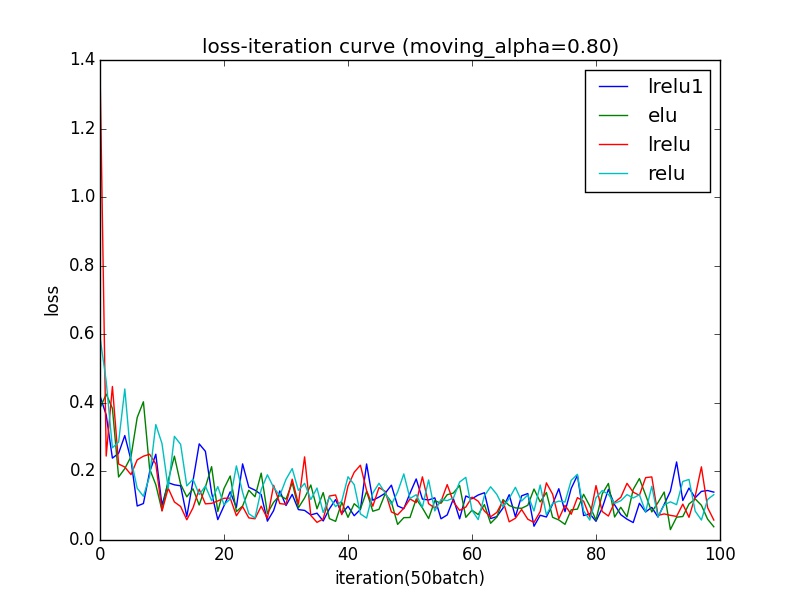 loss-iteration curve (moving_alpha=0.80)
1.4
1.2
1.0
0.8
0.6
0.4
0.2
0.0
loss
lrelu1
elu
lrelu
relu
0 20 40 60 80 100
iteration(50batch)